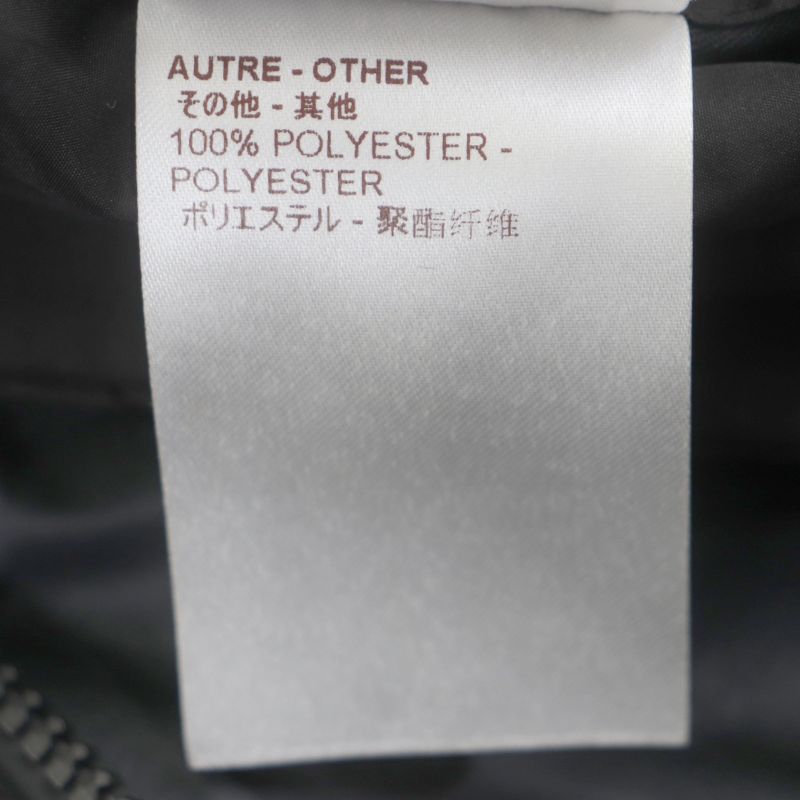 AUTRE - OTHER
その他 - 其他
100% POLYESTER -
POLYESTER
ポリエステル - 聚酯纤维